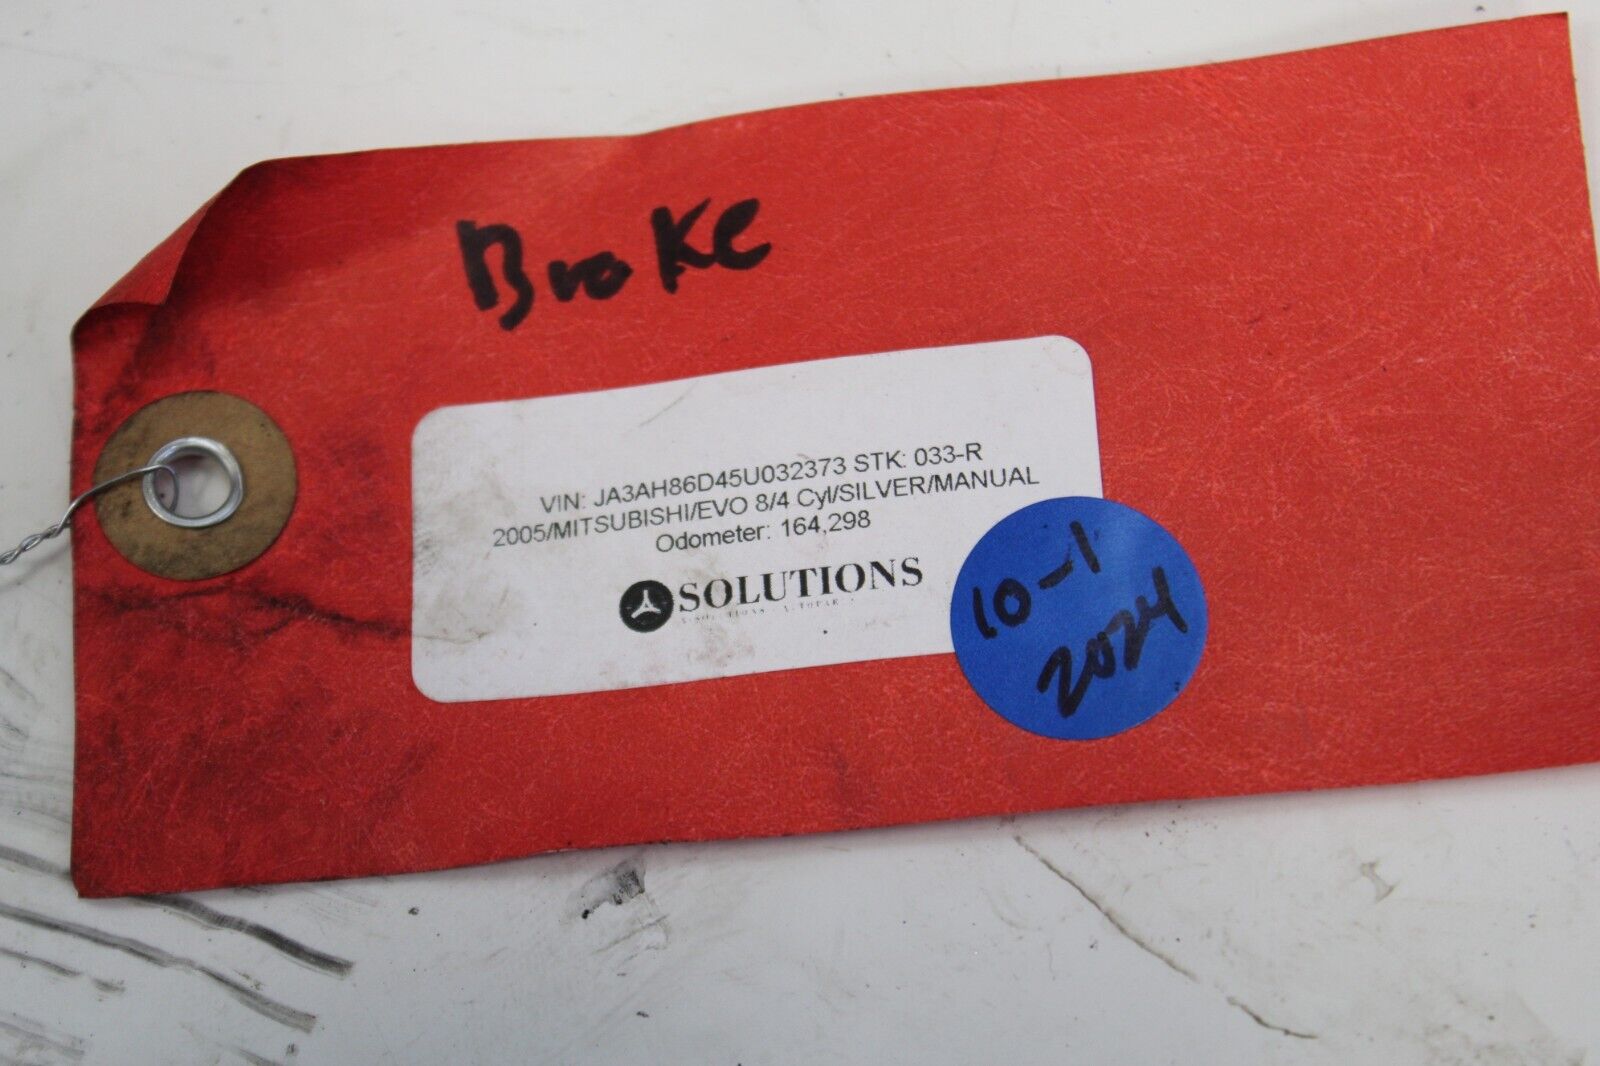 Broke
VIN: JA3AH86D45U032373 STK: 033-R
2005/MITSUBISHI/EVO 8/4 Cyl/SILVER/MANUAL
Odometer: 164,298
SOLUTIONS
10-1
2024